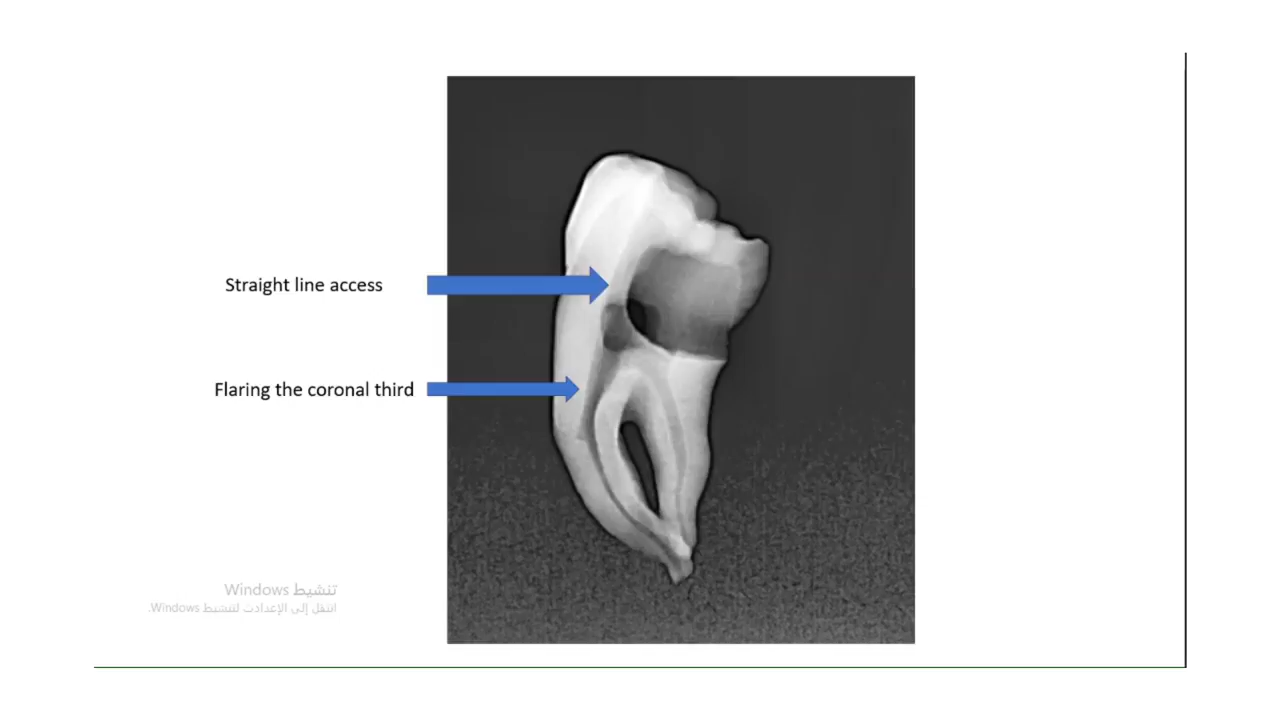 Straight line access
Flaring the coronal third
تنشيط Windows
انتقل إلى الإعدادات لتنشيط Windows.